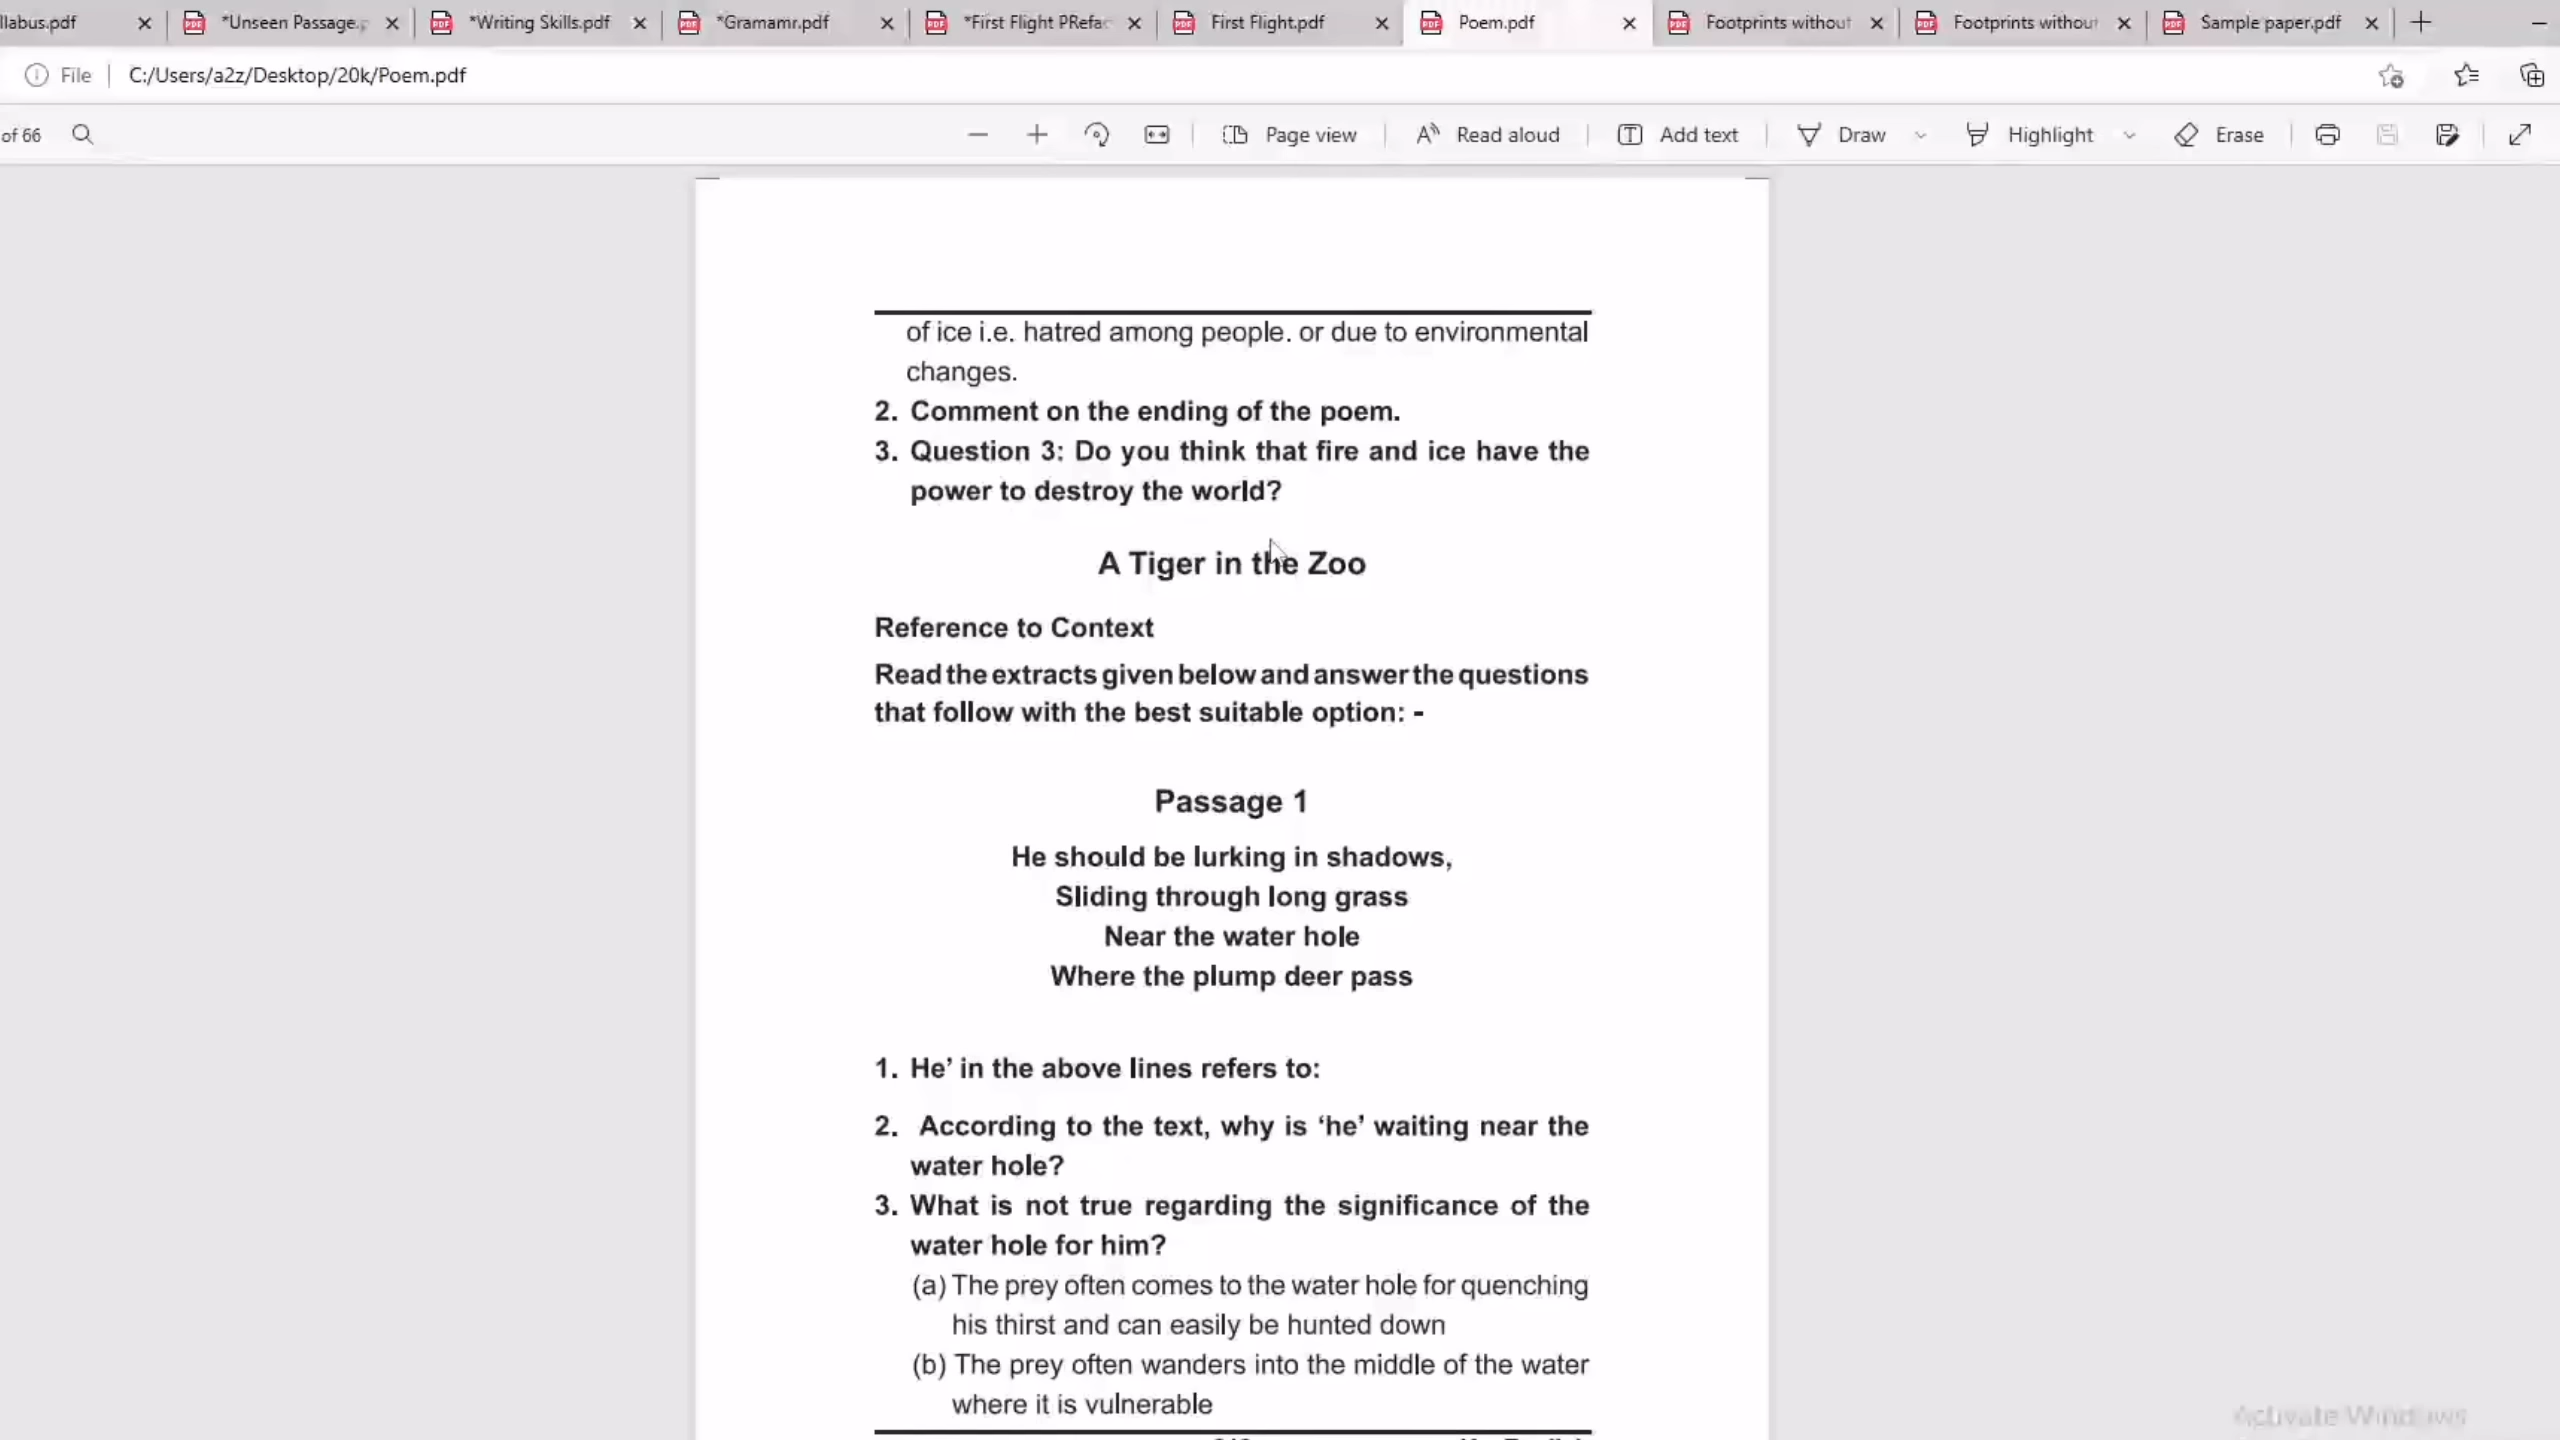 llabus.pdf
*Unseen Passage.p
*Writing Skills.pdf
*Gramamr.pdf
*First Flight PRefac
First Flight.pdf
Poem.pdf
Footprints without
Footprints without
Sample paper.pdf
File
C:/Users/a2z/Desktop/20k/Poem.pdf
of 66
Page view
Read aloud
Add text
Draw
Highlight
Erase
of ice i.e. hatred among people. or due to environmental
changes.
2. Comment on the ending of the poem.
3. Question 3: Do you think that fire and ice have the
power to destroy the world?
A Tiger in the Zoo
Reference to Context
Read the extracts given below and answer the questions
that follow with the best suitable option: -
Passage 1
He should be lurking in shadows,
Sliding through long grass
Near the water hole
Where the plump deer pass
1. He’ in the above lines refers to:
2. According to the text, why is ‘he’ waiting near the
water hole?
3. What is not true regarding the significance of the
water hole for him?
(a) The prey often comes to the water hole for quenching
his thirst and can easily be hunted down
(b) The prey often wanders into the middle of the water
where it is vulnerable
Activate Windows